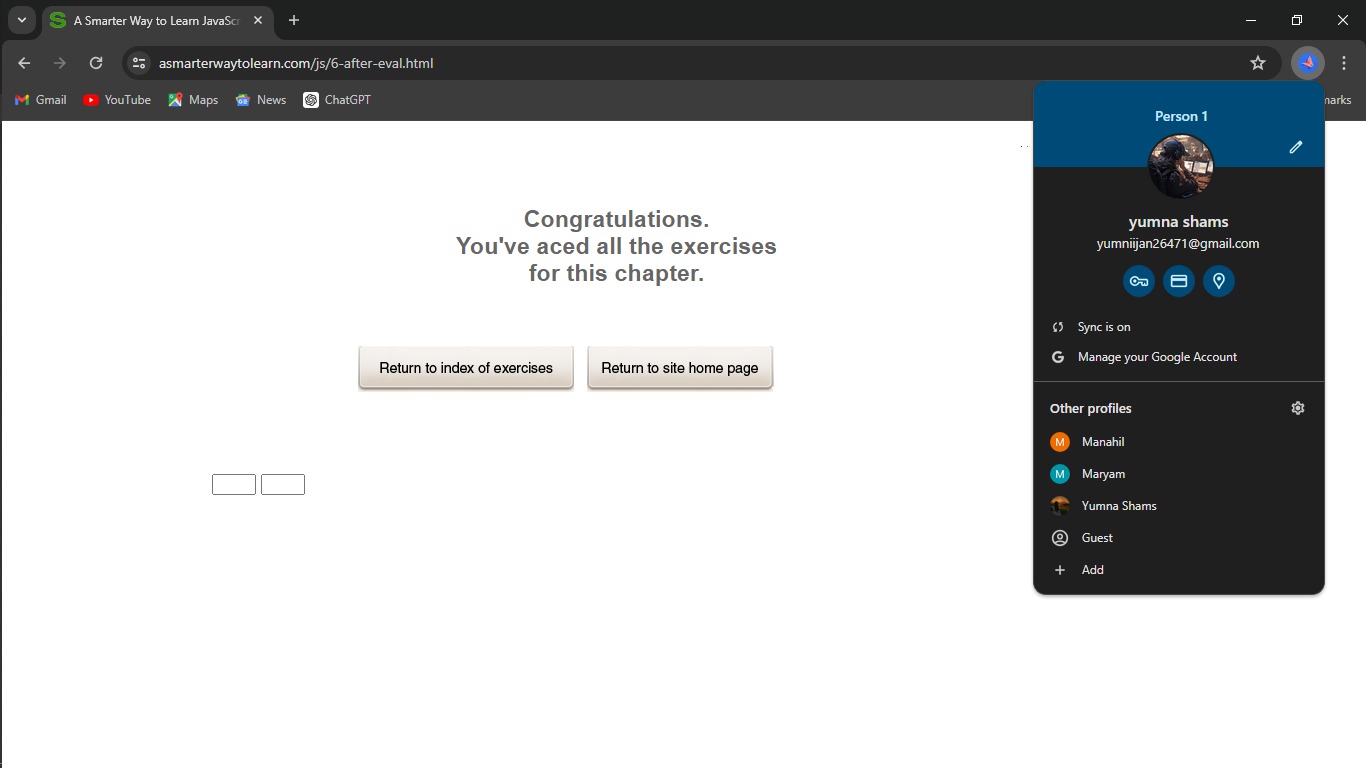 A Smarter Way to Learn JavaSc
asmarterwaytolearn.com/js/6-after-eval.html
Gmail
YouTube
Maps
News
ChatGPT
marks
Congratulations.
You've aced all the exercises
for this chapter.
Return to index of exercises
Return to site home page
Person 1
yumna shams
yumniijan26471@gmail.com
Sync is on
G Manage your Google Account
Other profiles
M Manahil
M Maryam
Yumna Shams
Guest
Add